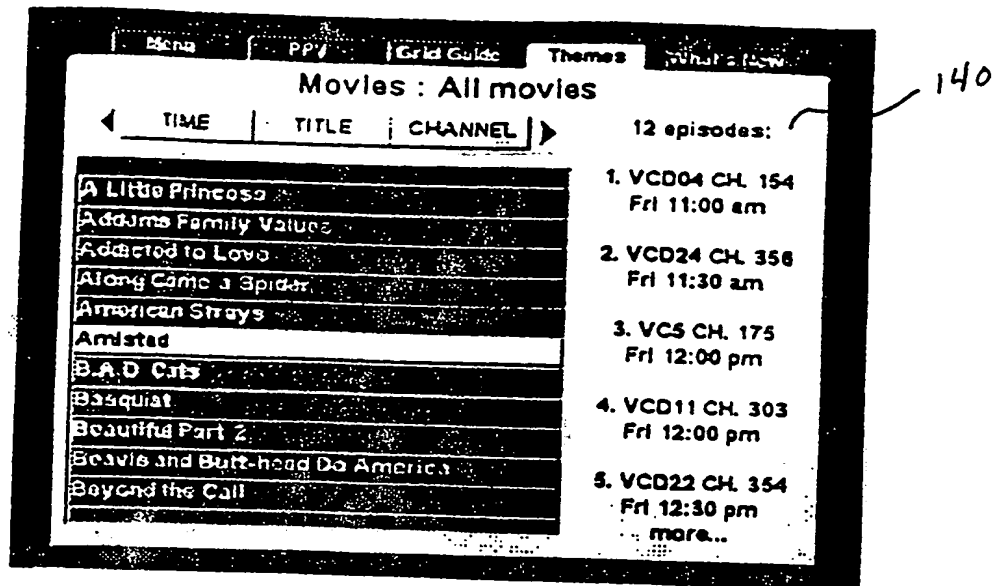 Menu PPV Grid Guide Themes What's New
140
Movies : All movies
TIME TITLE CHANNEL
12 episodes:
A Little Princess
Addams Family Values
Addicted to Love
Along Came a Spider
American Strays
Amistad
B.A.D. Cats
Basquiat
Beautiful Part 2
Beavis and Butt-head Do America
Beyond the Call
1. VCD04 CH. 154
Fri 11:00 am
2. VCD24 CH. 356
Fri 11:30 am
3. VC5 CH. 175
Fri 12:00 pm
4. VCD11 CH. 303
Fri 12:00 pm
5. VCD22 CH. 354
Fri 12:30 pm
more...